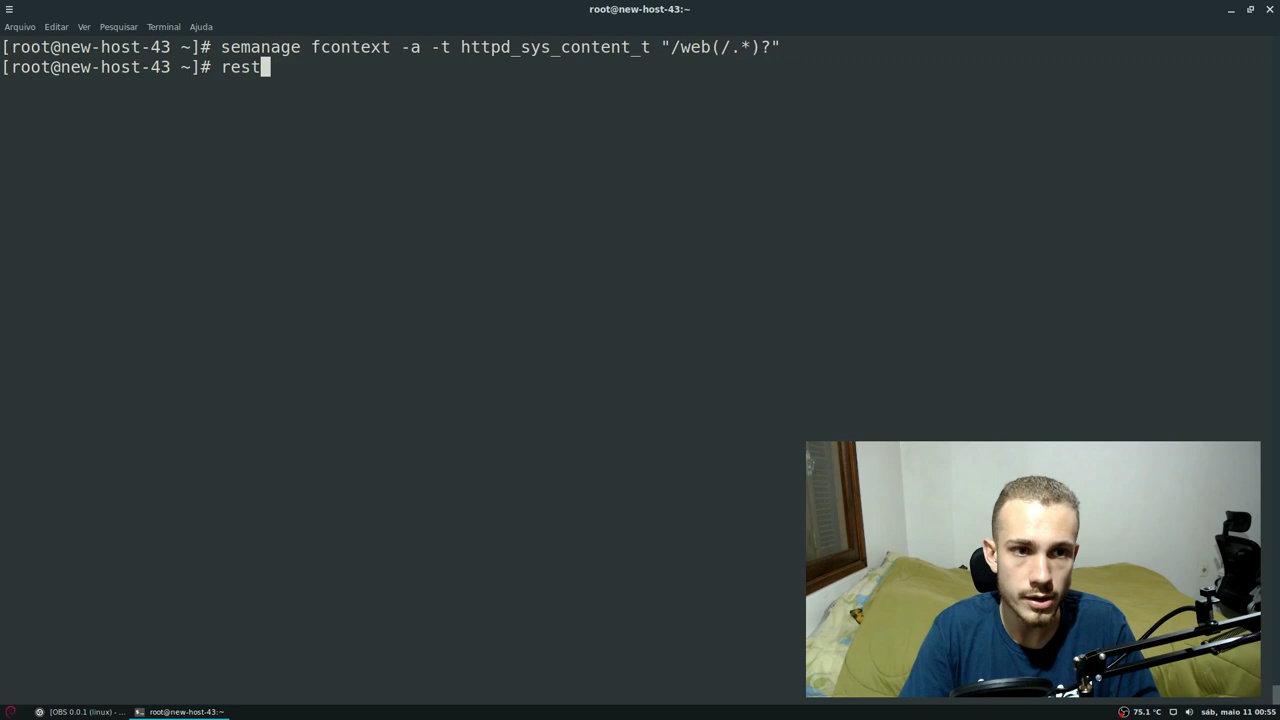 root@new-host-43:~
Arquivo Editar Ver Pesquisar Terminal Ajuda
[root@new-host-43 ~]# semanage fcontext -a -t httpd_sys_content_t "/web(/.*)?"
[root@new-host-43 ~]# rest
[OBS 0.0.1 (linux) - ...
root@new-host-43:~
75.1 °C
sáb, maio 11 00:55